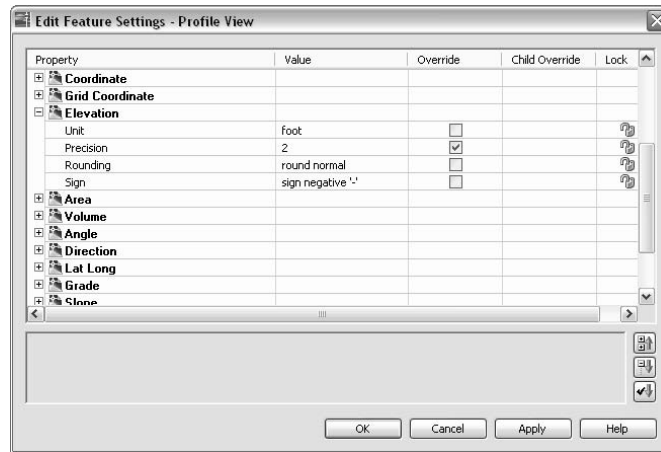 Edit Feature Settings - Profile View
Property Value Override Child Override Lock
Coordinate
Grid Coordinate
Elevation
Unit foot
Precision 2
Rounding round normal
Sign sign negative '-'
Area
Volume
Angle
Direction
Lat Long
Grade
Slope
OK Cancel Apply Help